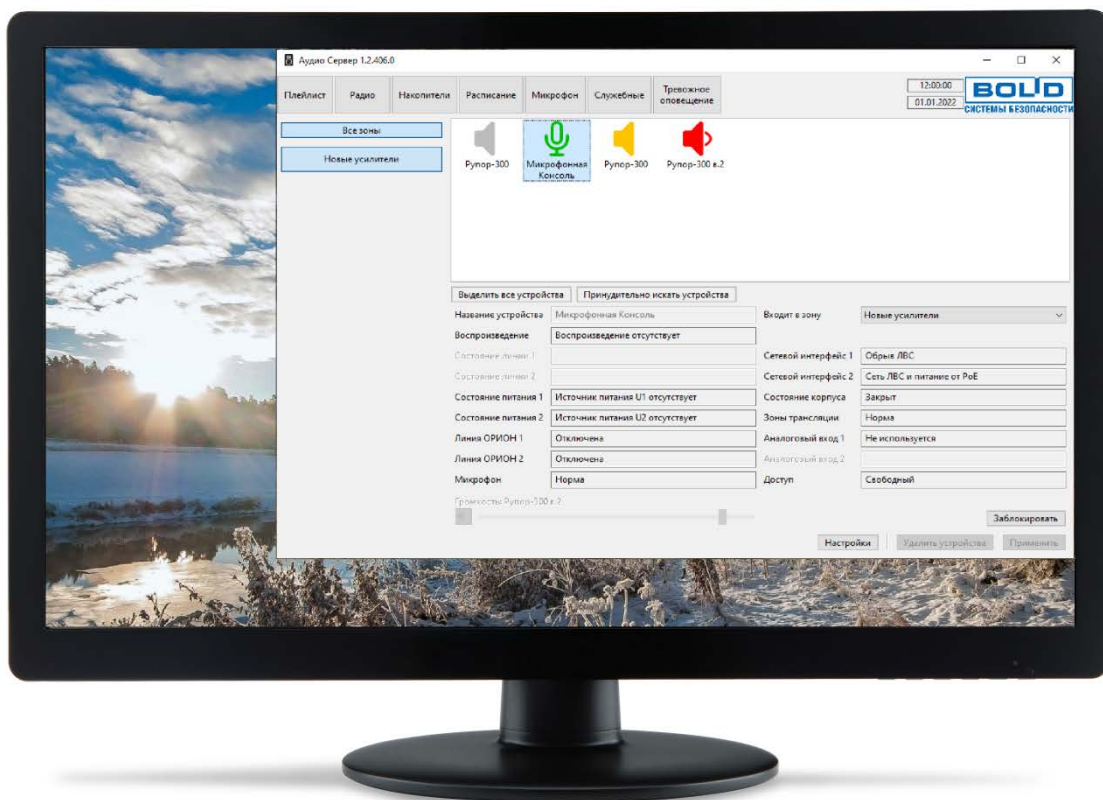 Аудио Сервер 1.2.406.0
Плейлист Радио Накопители Расписание Микрофон Служебные Тревожное оповещение
12:00:00
01.01.2022
BOLID
СИСТЕМЫ БЕЗОПАСНОСТИ
Все зоны
Новые усилители
Рупор-300 Микрофонная Консоль Рупор-300 Рупор-300 в.2
Выделить все устройства Принудительно искать устройства
Название устройства Микрофонная Консоль Входит в зону Новые усилители
Воспроизведение Воспроизведение отсутствует
Состояние линии 1 Сетевой интерфейс 1 Обрыв ЛВС
Состояние линии 2 Сетевой интерфейс 2 Сеть ЛВС и питание от PoE
Состояние питания 1 Источник питания U1 отсутствует Состояние корпуса Закрыт
Состояние питания 2 Источник питания U2 отсутствует Зоны трансляции Норма
Линия ОРИОН 1 Отключена Аналоговый вход 1 Не используется
Линия ОРИОН 2 Отключена Аналоговый вход 2
Микрофон Норма Доступ Свободный
Громкость: Рупор-300 в.2
Заблокировать
Настройки Удалить устройства Применить